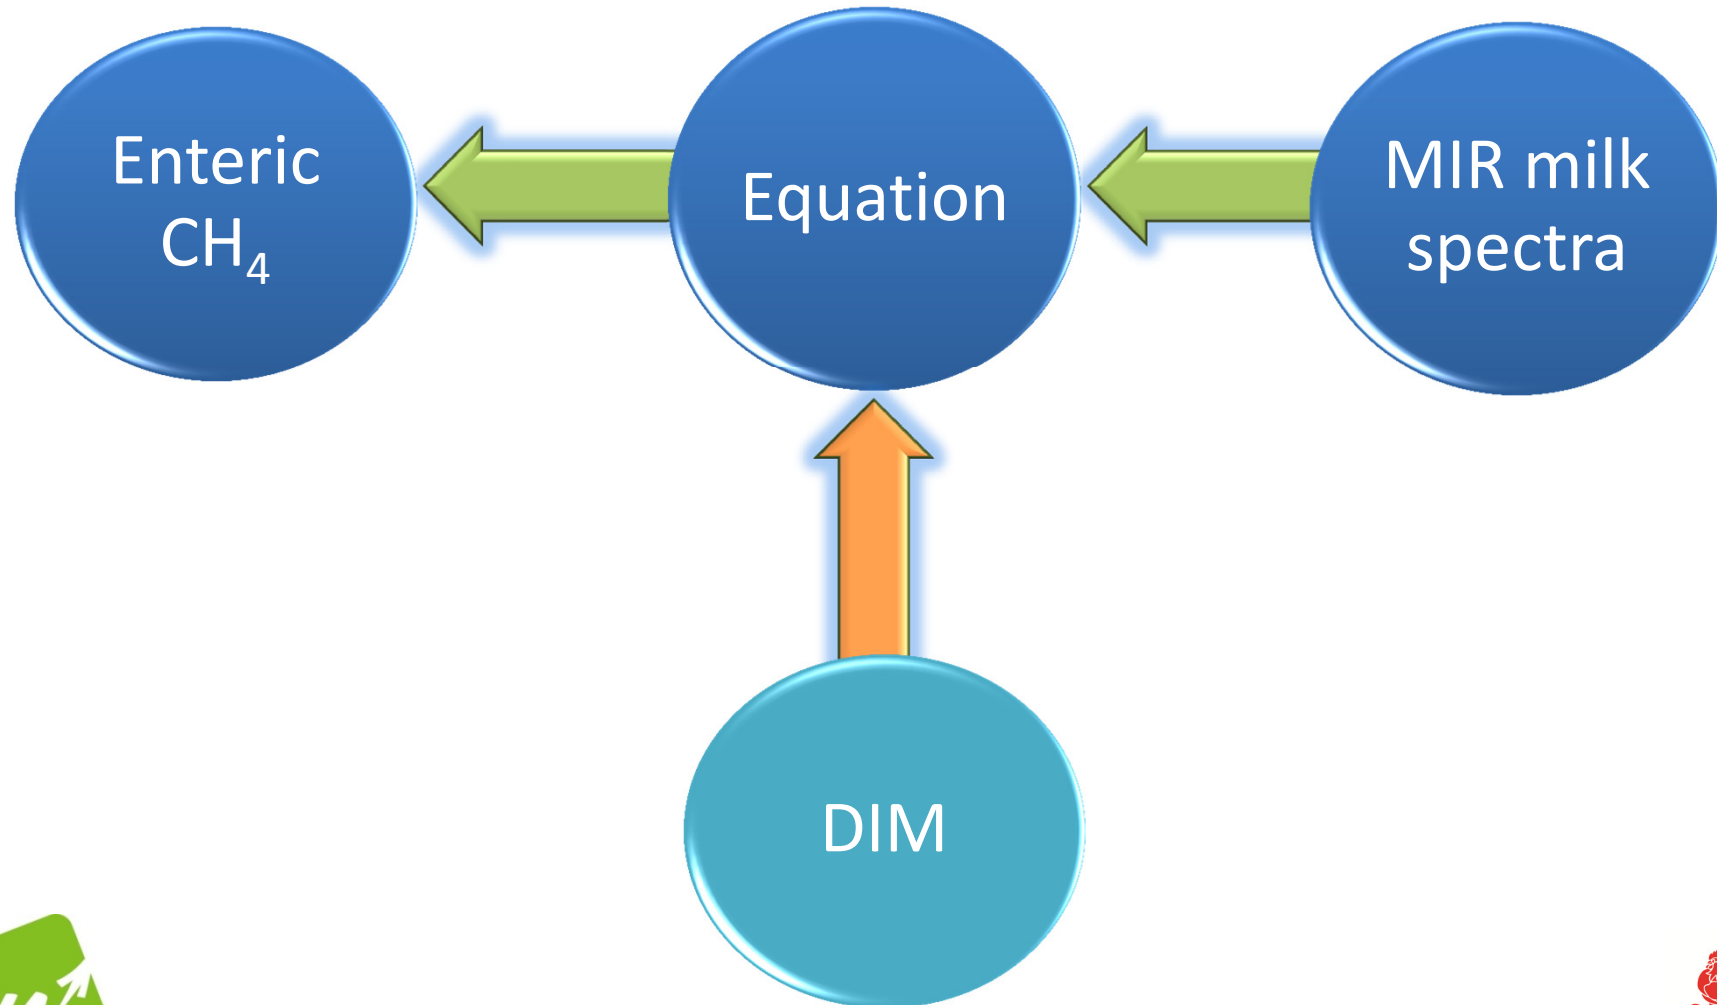 Enteric
CH₄
Equation
MIR milk
spectra
DIM